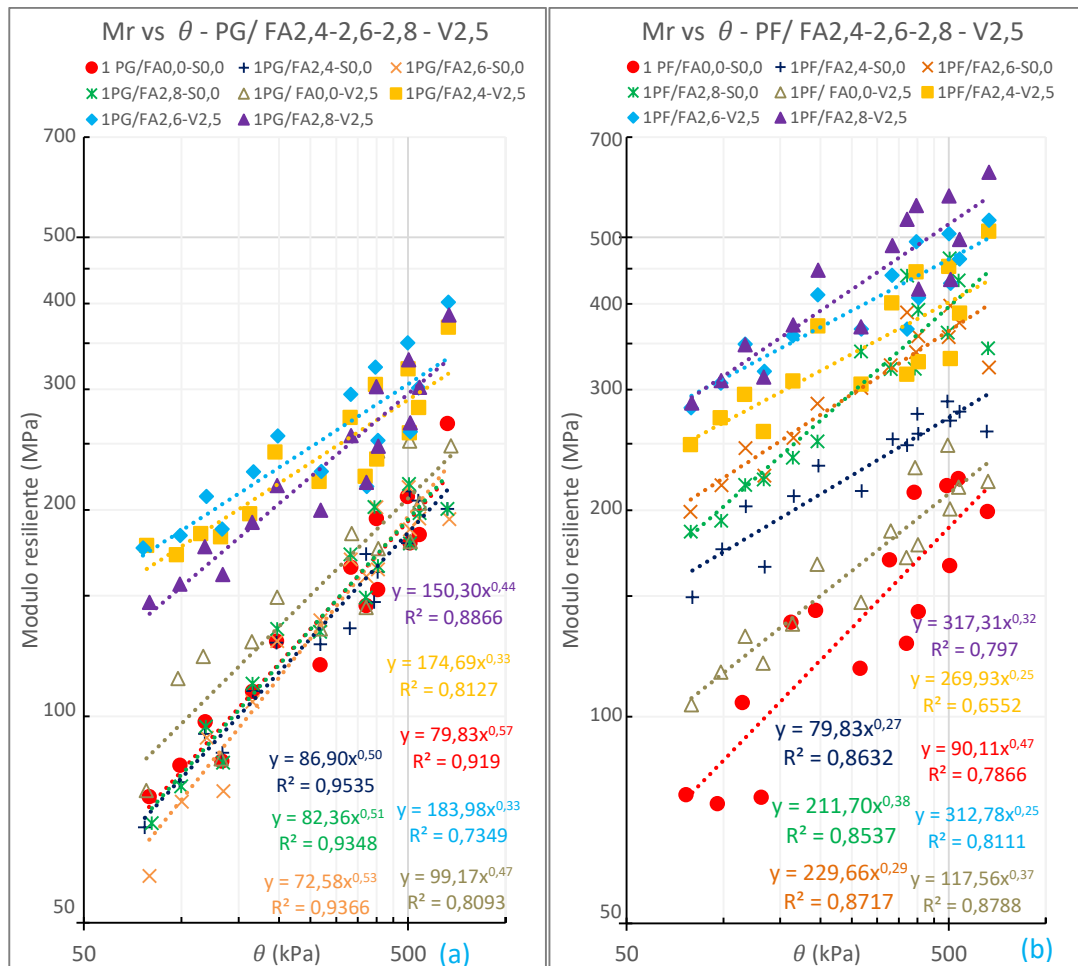 Mr vs θ - PG/ FA2,4-2,6-2,8 - V2,5
1 PG/FA0,0-S0,0 1PG/FA2,4-S0,0 1PG/FA2,6-S0,0
1PG/FA2,8-S0,0 1PG/ FA0,0-V2,5 1PG/FA2,4-V2,5
1PG/FA2,6-V2,5 1PG/FA2,8-V2,5
Modulo resiliente (MPa)
700
500
400
300
200
100
50
y = 150,30x^0,44
R² = 0,8866
y = 174,69x^0,33
R² = 0,8127
y = 79,83x^0,57
R² = 0,919
y = 86,90x^0,50
R² = 0,9535
y = 82,36x^0,51
R² = 0,9348
y = 183,98x^0,33
R² = 0,7349
y = 72,58x^0,53
R² = 0,9366
y = 99,17x^0,47
R² = 0,8093
50 θ (kPa) 500 (a)
Mr vs θ - PF/ FA2,4-2,6-2,8 - V2,5
1 PF/FA0,0-S0,0 1PF/FA2,4-S0,0 1PF/FA2,6-S0,0
1PF/FA2,8-S0,0 1PF/ FA0,0-V2,5 1PF/FA2,4-V2,5
1PF/FA2,6-V2,5 1PF/FA2,8-V2,5
Modulo resiliente (MPa)
700
500
400
300
200
100
50
y = 317,31x^0,32
R² = 0,797
y = 269,93x^0,25
R² = 0,6552
y = 79,83x^0,27
R² = 0,8632
y = 90,11x^0,47
R² = 0,7866
y = 211,70x^0,38
R² = 0,8537
y = 312,78x^0,25
R² = 0,8111
y = 229,66x^0,29
R² = 0,8717
y = 117,56x^0,37
R² = 0,8788
50 θ (kPa) 500 (b)